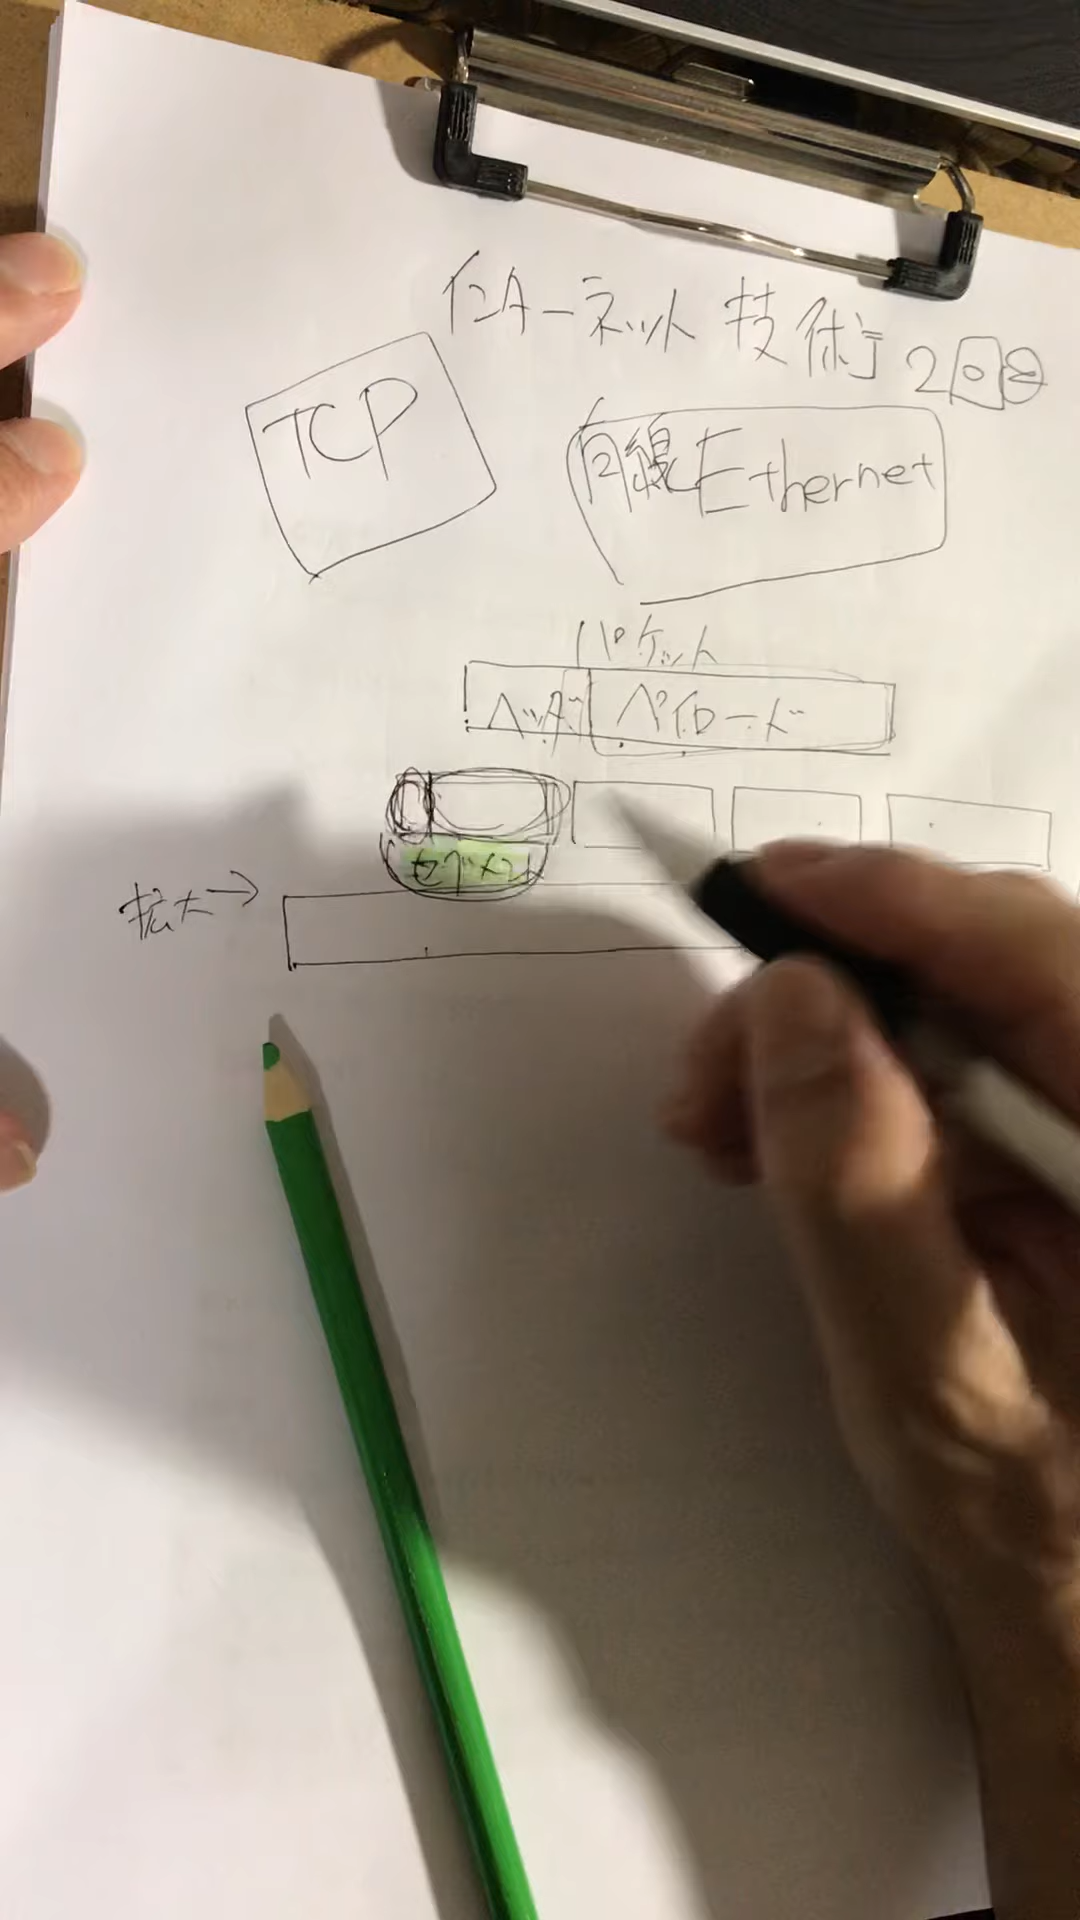 インターネット 技術
TCP
有線Ethernet
パケット
ヘッダ ペイロード
セグメント
拡大→